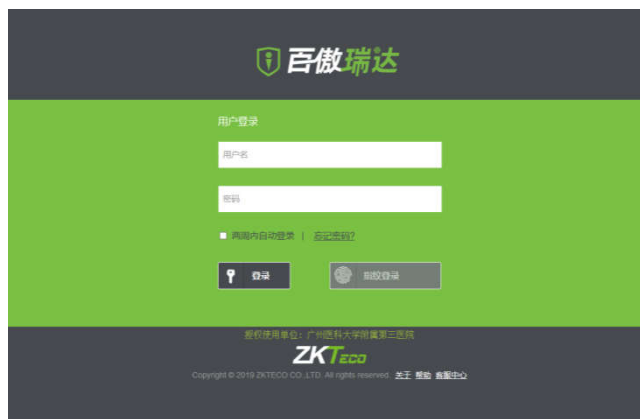 百傲瑞达
用户登录
用户名
密码
两周内自动登录 | 忘记密码?
登录 指纹登录
授权使用单位：广州医科大学附属第三医院
ZKTECO
Copyright © 2019 ZKTECO CO.,LTD. All rights reserved. 关于 帮助 客服中心